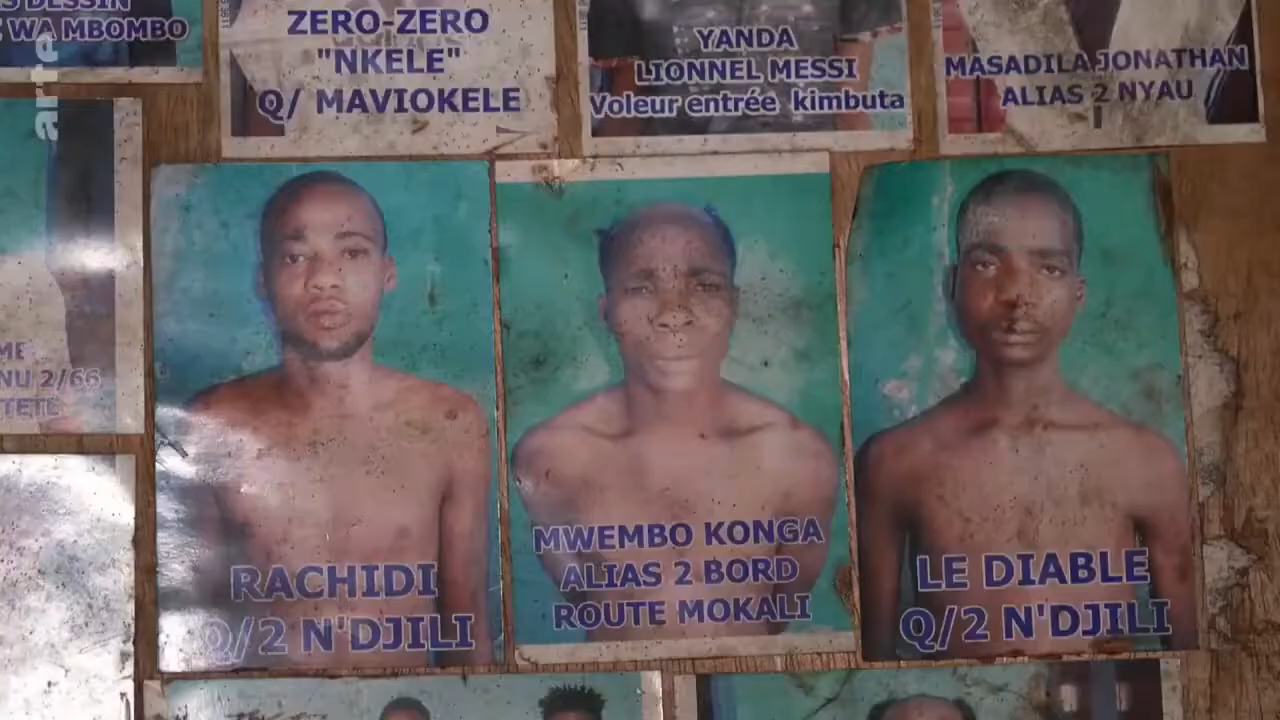 arte
DESSIN
WA MBOMBO
ZERO-ZERO
"NKELE"
Q/ MAVIOKELE
YANDA
LIONNEL MESSI
Voleur entrée kimbuta
MASADILA JONATHAN
ALIAS 2 NYAU
NU 2/66
TETE
RACHIDI
Q/2 N'DJILI
MWEMBO KONGA
ALIAS 2 BORD
ROUTE MOKALI
LE DIABLE
Q/2 N'DJILI